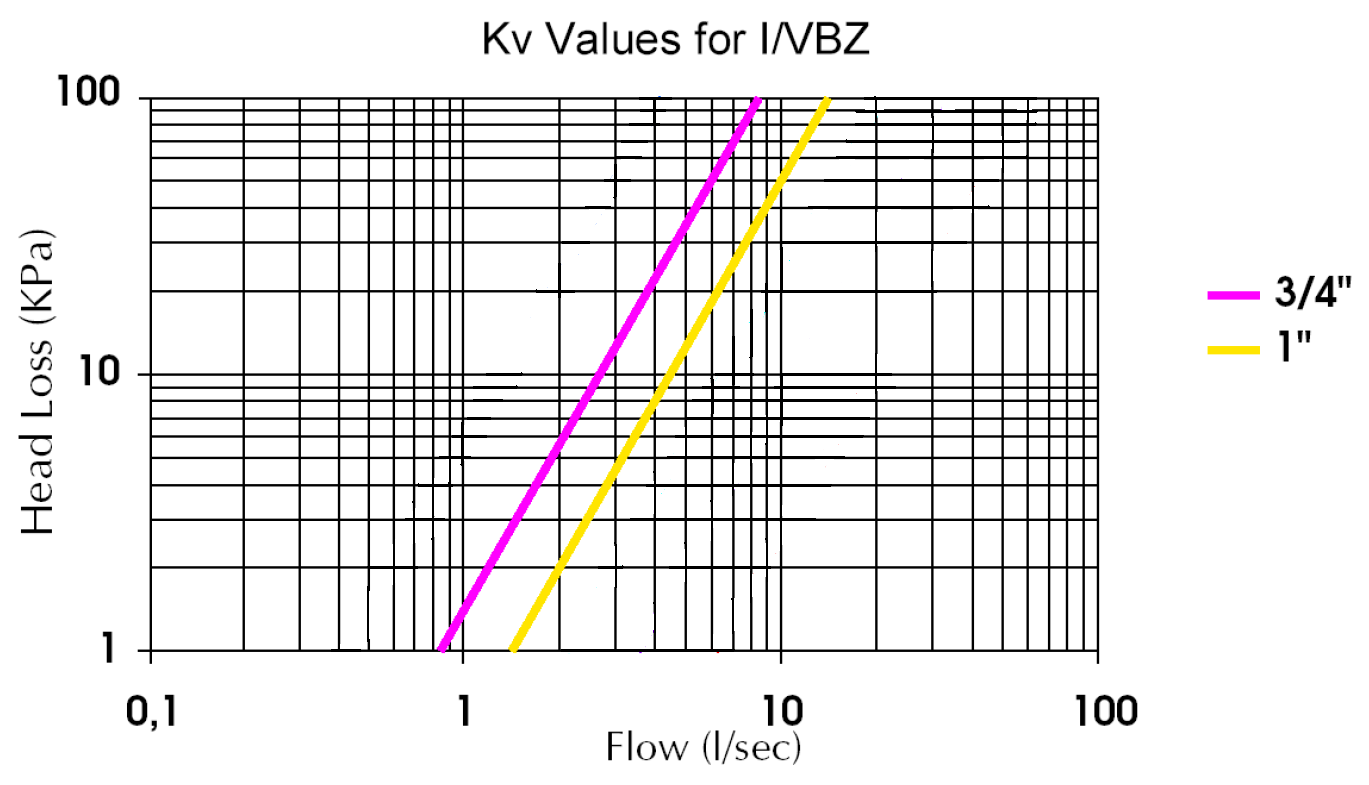 Kv Values for I/VBZ
100
10
1
Head Loss (KPa)
0,1 1 10 100
Flow (l/sec)
3/4"
1"